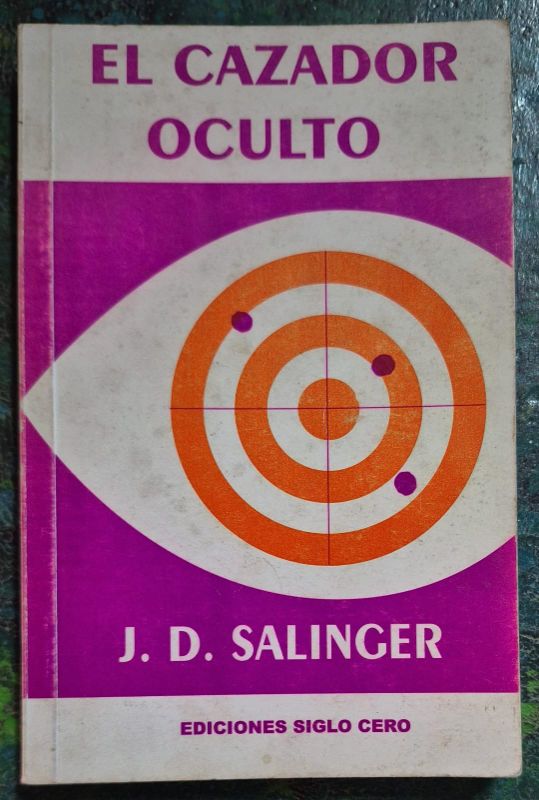 EL CAZADOR
OCULTO
J. D. SALINGER
EDICIONES SIGLO CERO